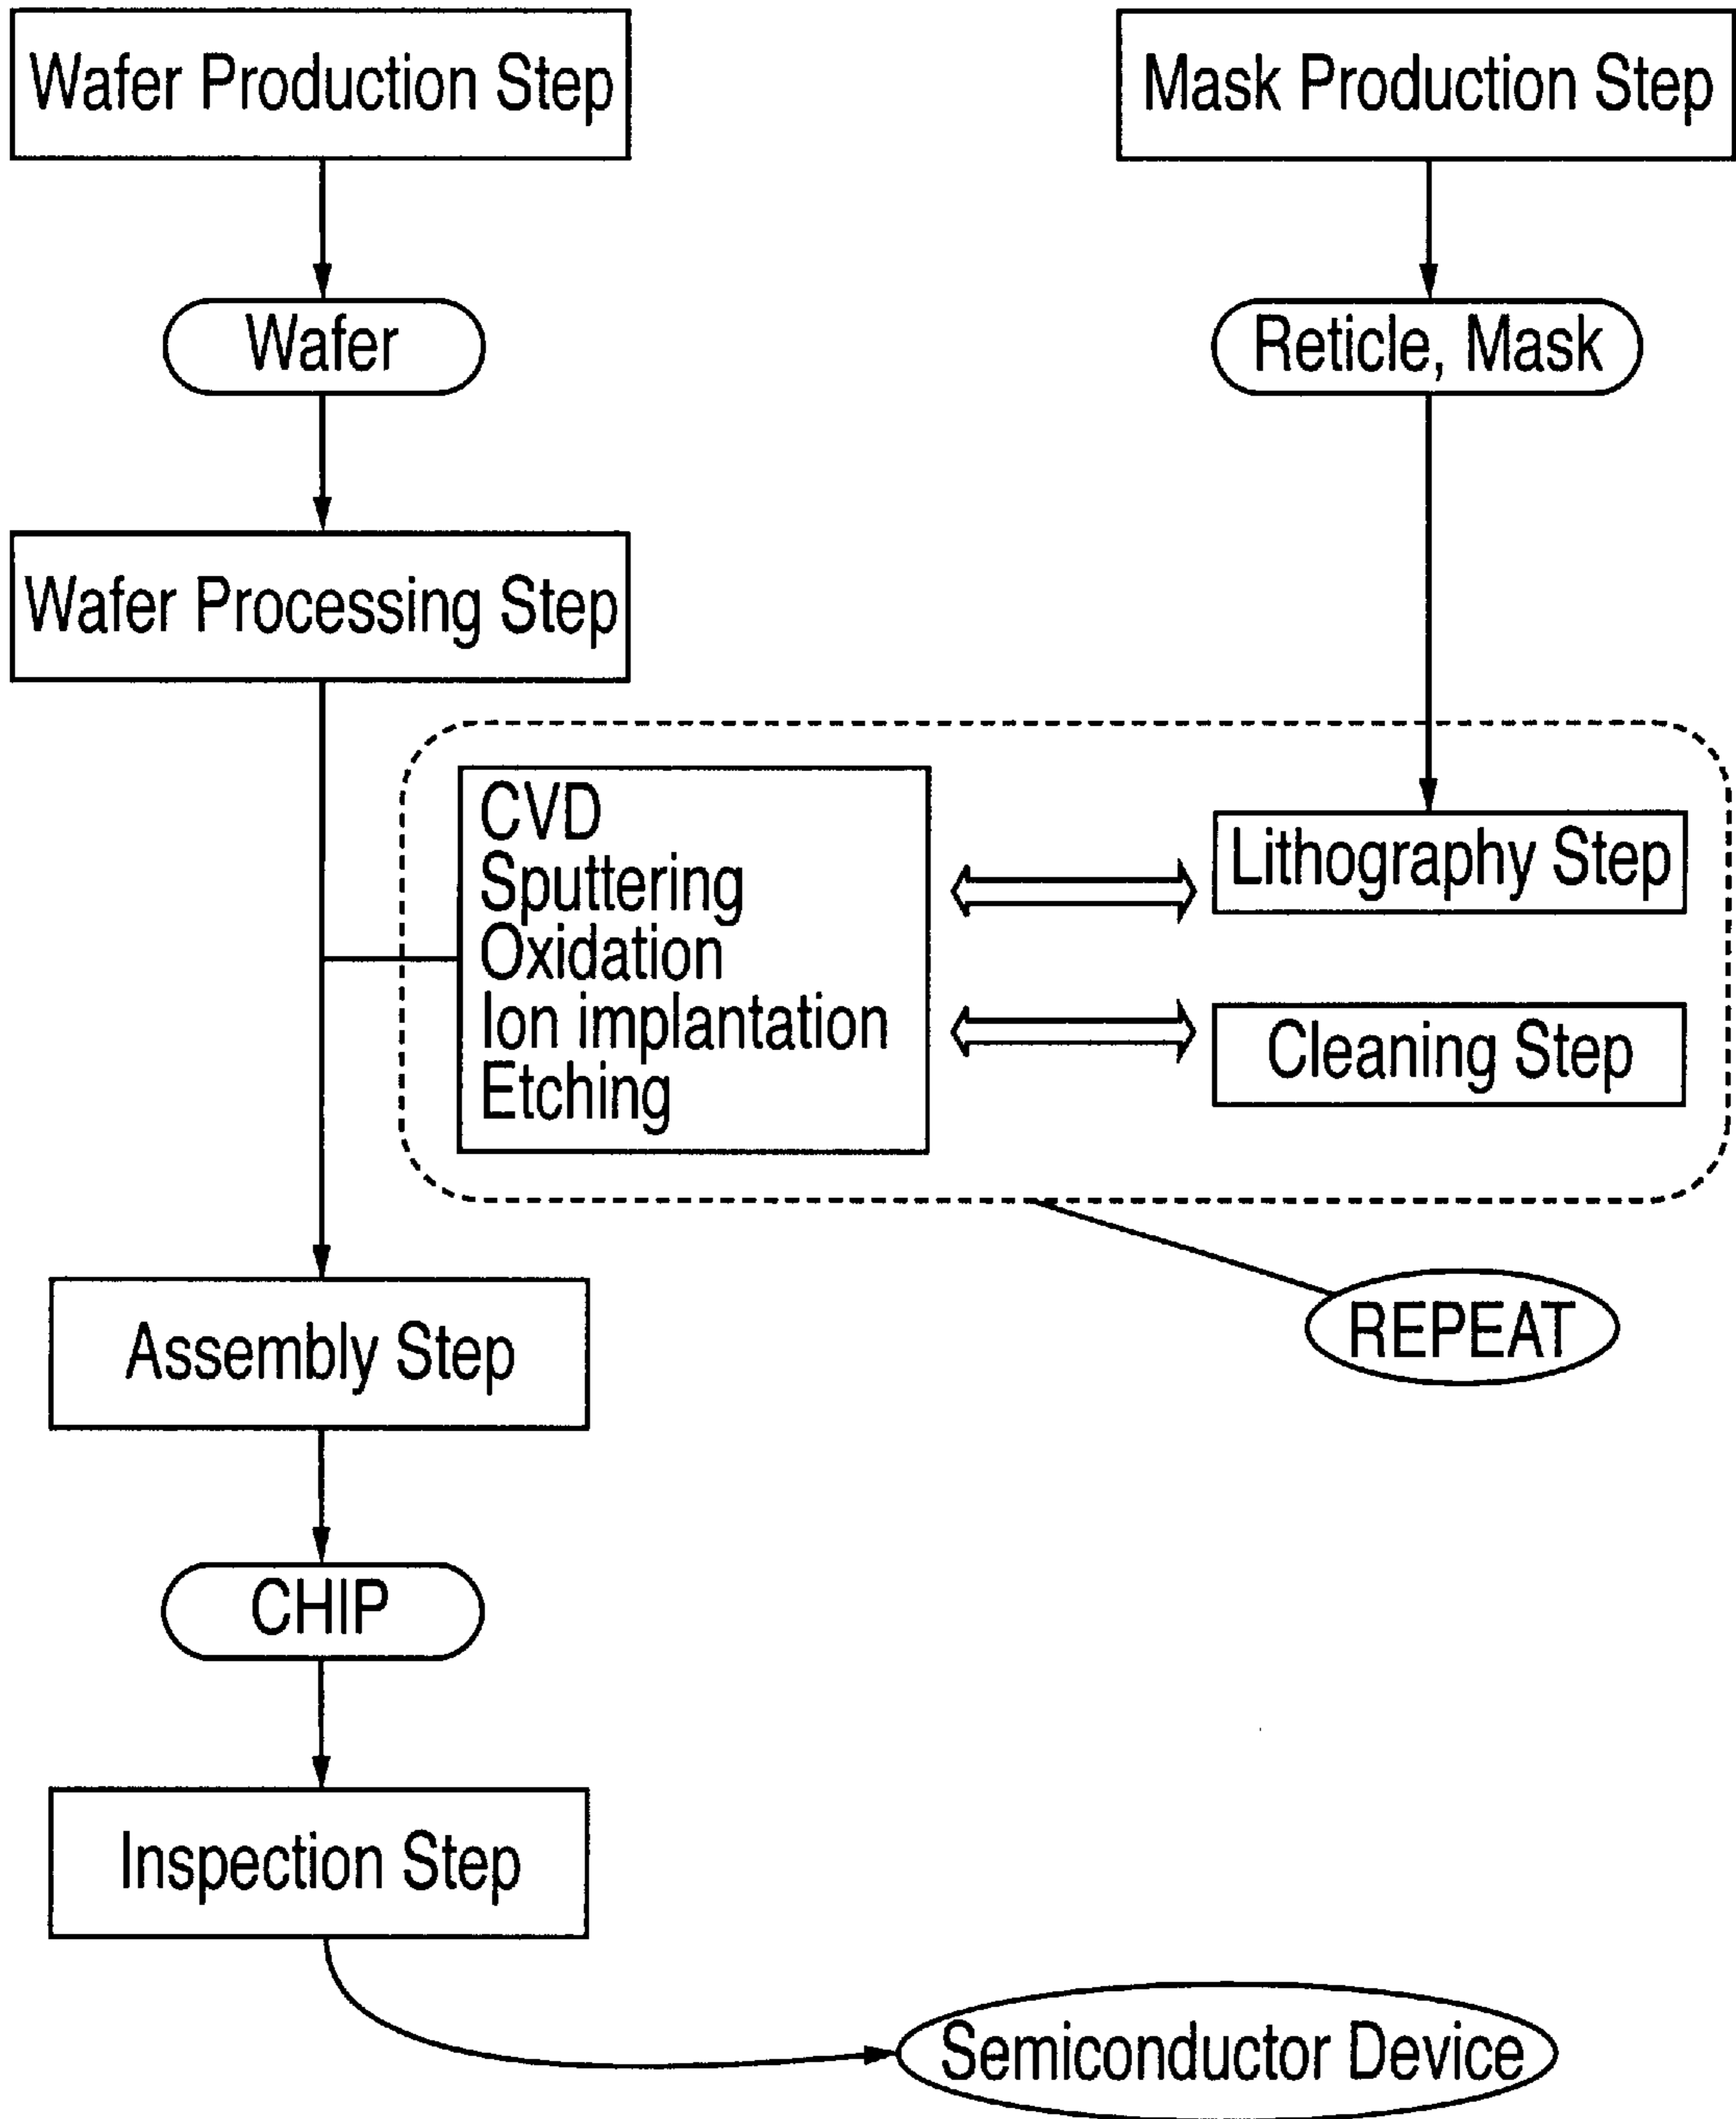 Wafer Production Step
Mask Production Step
Wafer
Reticle, Mask
Wafer Processing Step
CVD
Sputtering
Oxidation
Ion implantation
Etching
Lithography Step
Cleaning Step
Assembly Step
REPEAT
CHIP
Inspection Step
Semiconductor Device